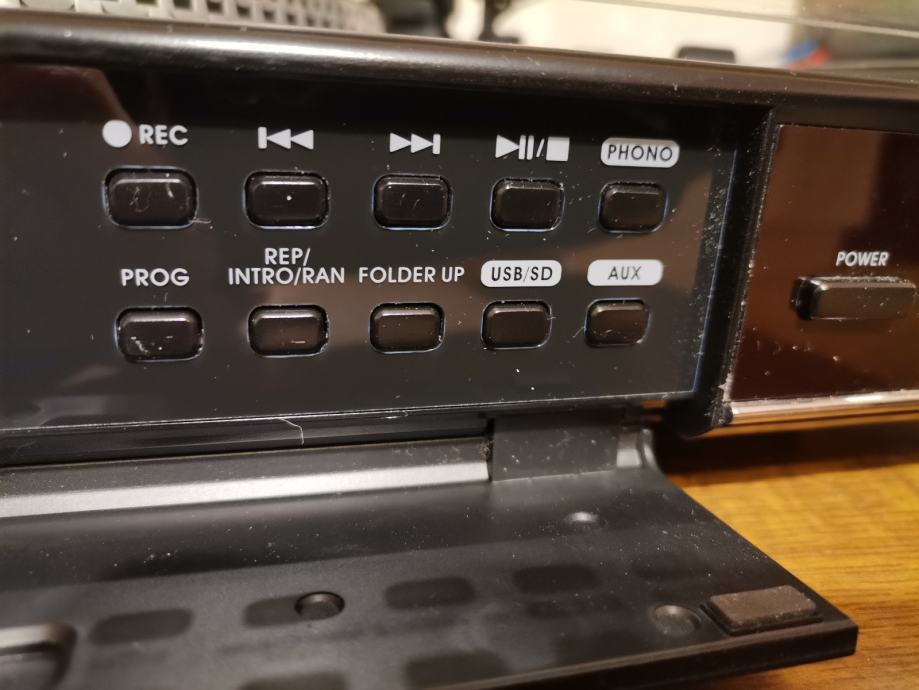 REC
PHONO
POWER
PROG
REP/
INTRO/RAN
FOLDER UP
USB/SD
AUX